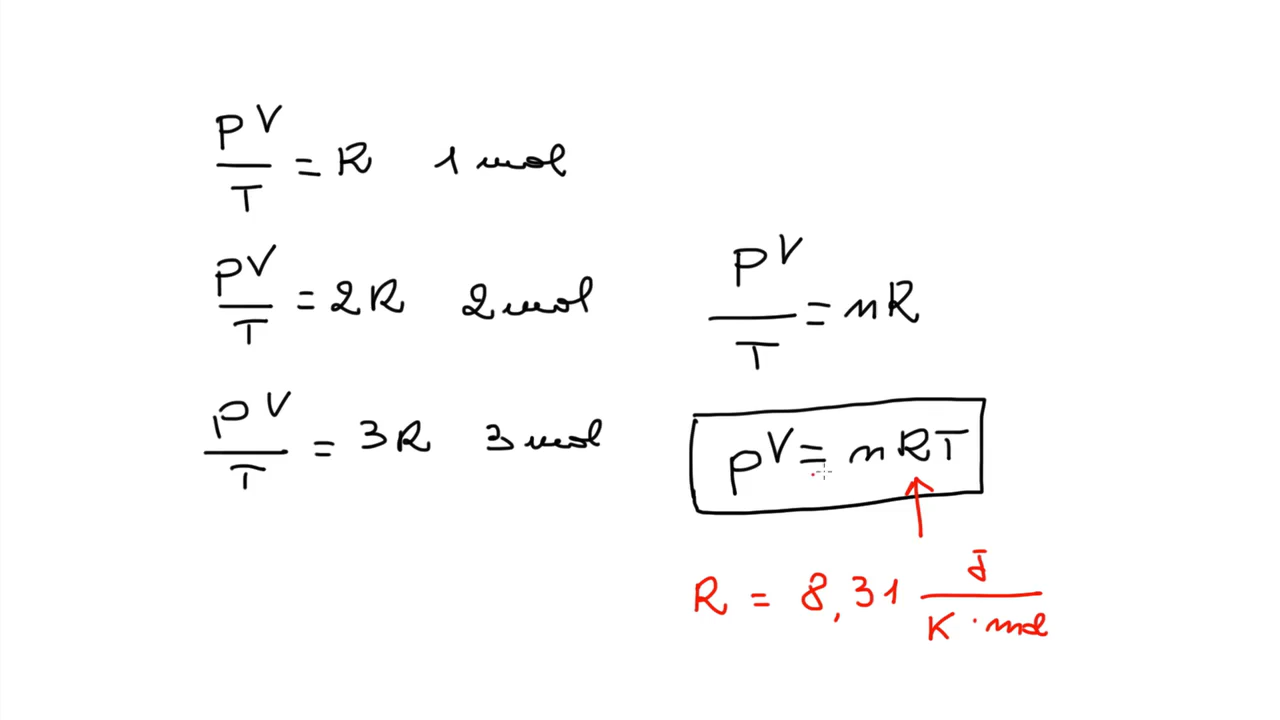 PV/T = R 1 mol
PV/T = 2R 2 mol
PV/T = 3R 3 mol
PV/T = nR
PV = nRT
R = 8,31 J/K·mol